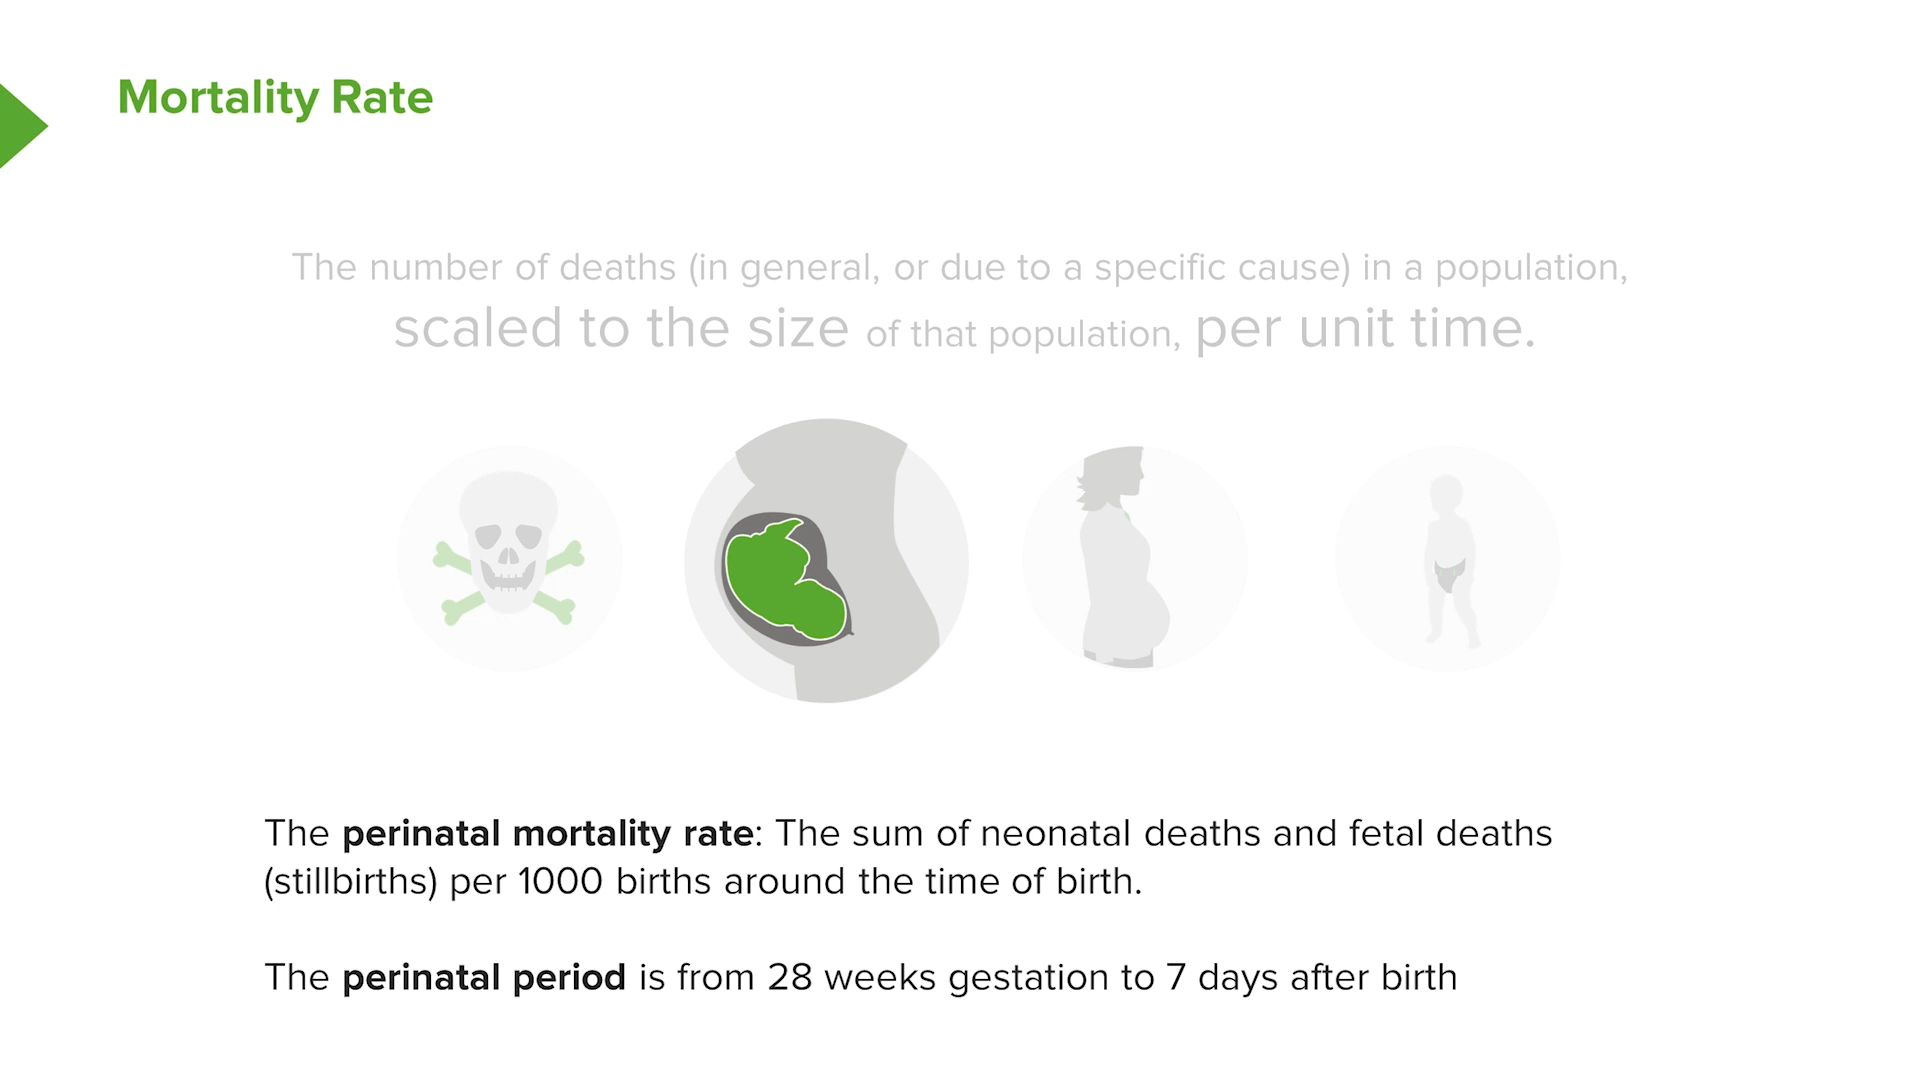 Mortality Rate
The number of deaths (in general, or due to a specific cause) in a population,
scaled to the size of that population, per unit time.
The perinatal mortality rate: The sum of neonatal deaths and fetal deaths
(stillbirths) per 1000 births around the time of birth.
The perinatal period is from 28 weeks gestation to 7 days after birth